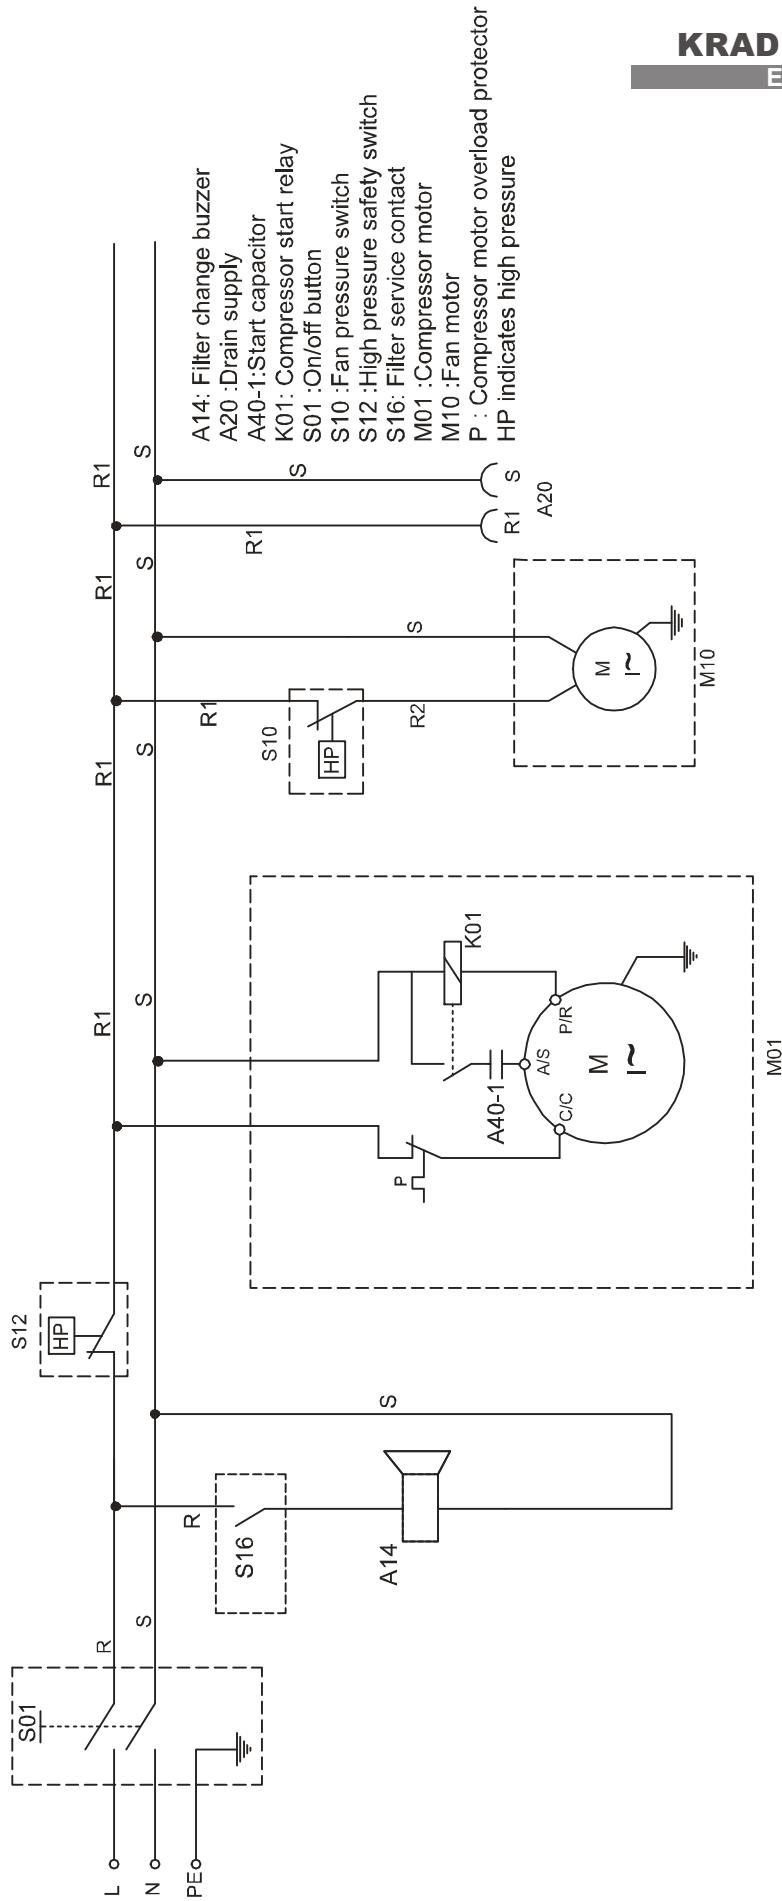 KRAD
E
A14: Filter change buzzer
A20 :Drain supply
A40-1:Start capacitor
K01: Compressor start relay
S01 :On/off button
S10 :Fan pressure switch
S12 :High pressure safety switch
S16: Filter service contact
M01 :Compressor motor
M10 :Fan motor
P : Compressor motor overload protector
HP indicates high pressure
R1
S
S
R1
S
R1
A20
R1
S
S
R1
S10
HP
R2
S
M
M10
R1
S
R1
S
K01
P/R
A/S
A40-1
C/C
M
M01
P
S12
HP
S
R
S16
A14
R
S
S01
L
N
PE